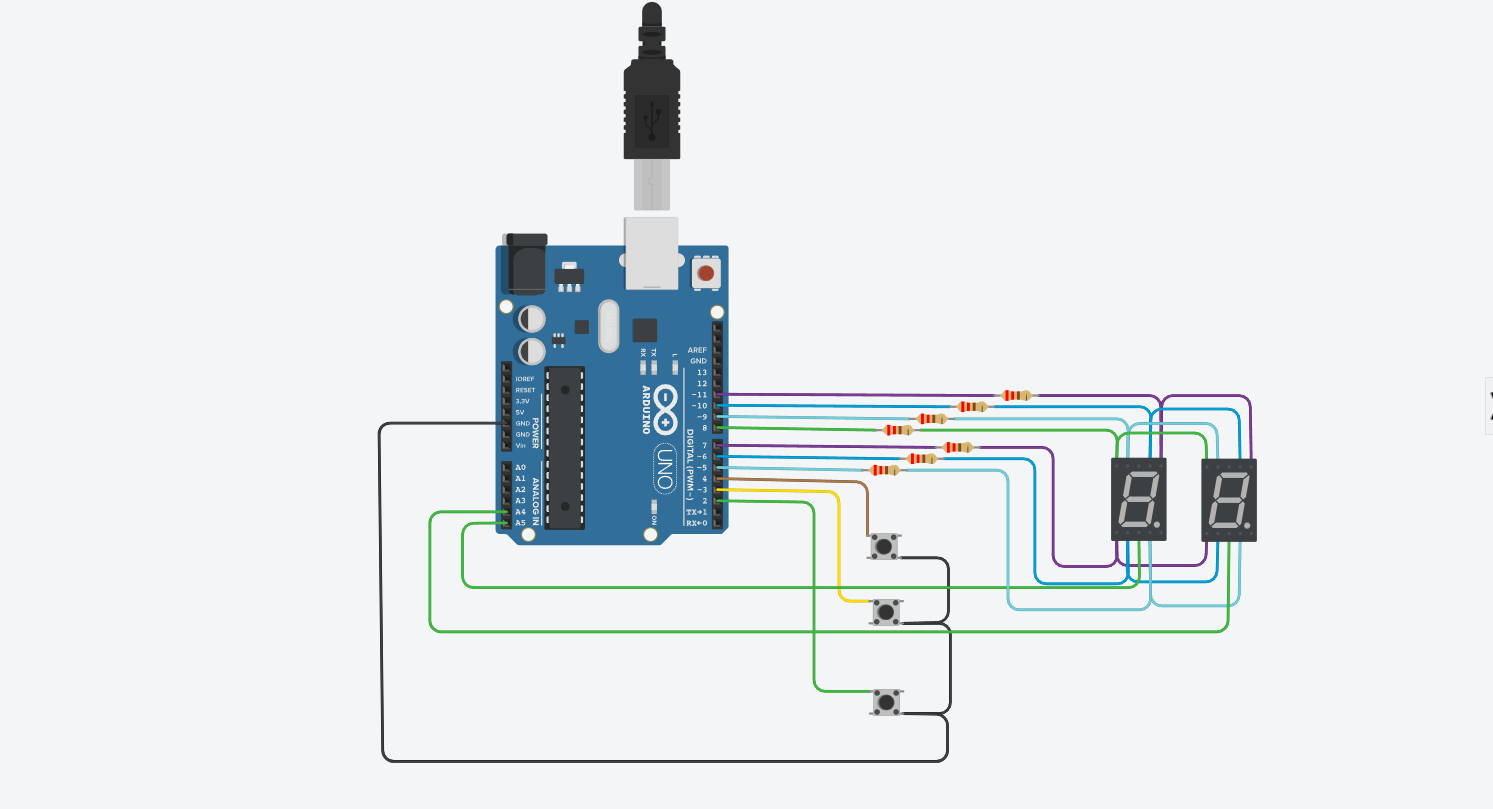 AREF
GND
13
12
~11
~10
~9
8
7
~6
~5
4
~3
2
TX→1
RX←0
DIGITAL (PWM~)
RX
TX
L
ARDUINO
UNO
ON
IOREF
RESET
3.3V
5V
GND
GND
Vin
POWER
A0
A1
A2
A3
A4
A5
ANALOG IN